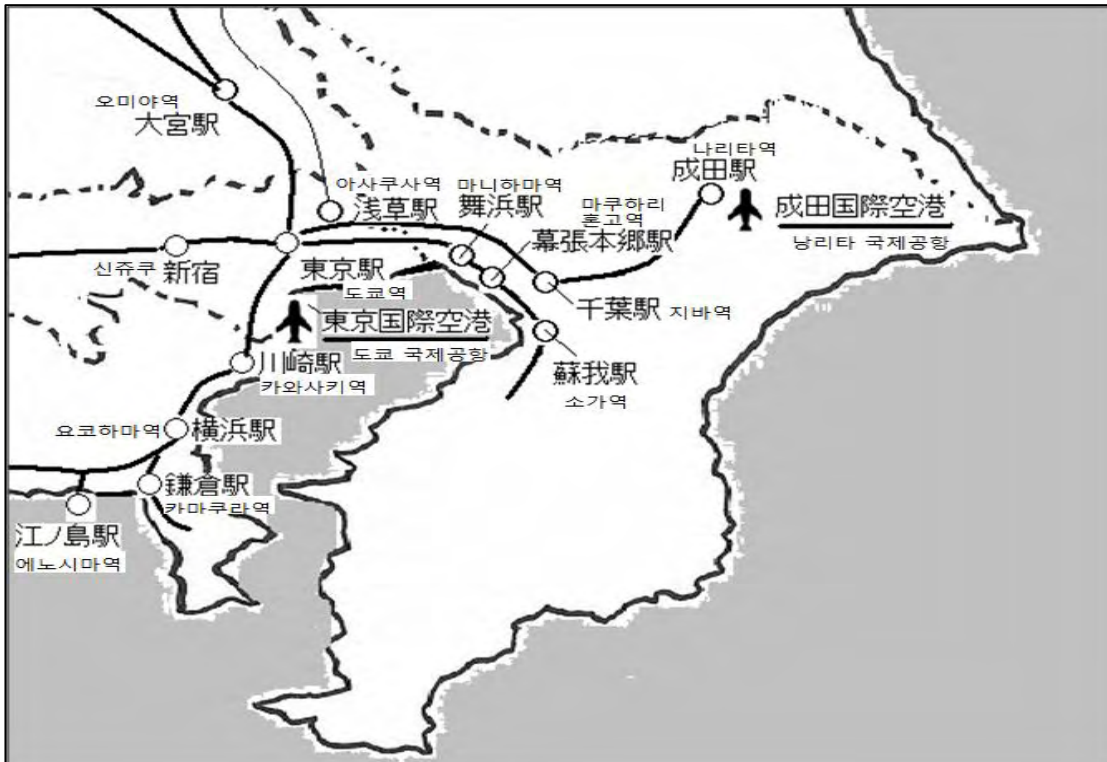 오미야역
大宮駅
나리타역
成田駅
아사쿠사역
浅草駅
마니하마역
舞浜駅
마쿠하리
혼고역
幕張本郷駅
成田国際空港
낭리타 국제공항
신쥬쿠
新宿
東京駅
도쿄역
千葉駅 지바역
東京国際空港
도쿄 국제공항
蘇我駅
소가역
川崎駅
카와사키역
요코하마역
横浜駅
鎌倉駅
카마쿠라역
江ノ島駅
에노시마역